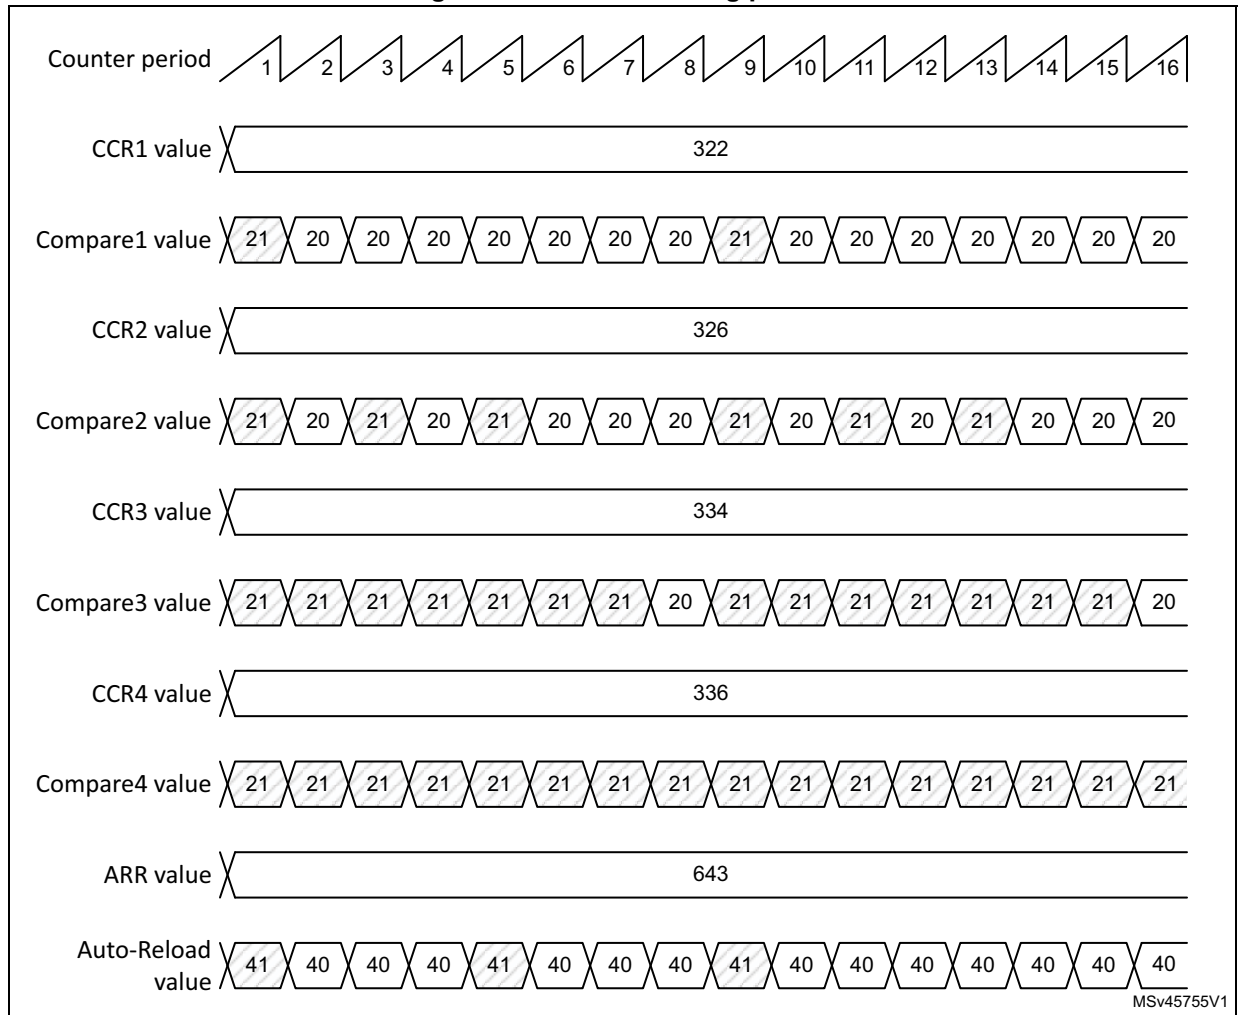 Counter period 1 2 3 4 5 6 7 8 9 10 11 12 13 14 15 16
CCR1 value 322
Compare1 value 21 20 20 20 20 20 20 20 21 20 20 20 20 20 20 20
CCR2 value 326
Compare2 value 21 20 21 20 21 20 20 20 21 20 21 20 21 20 20 20
CCR3 value 334
Compare3 value 21 21 21 21 21 21 21 20 21 21 21 21 21 21 21 20
CCR4 value 336
Compare4 value 21 21 21 21 21 21 21 21 21 21 21 21 21 21 21 21
ARR value 643
Auto-Reload
value 41 40 40 40 41 40 40 40 41 40 40 40 40 40 40 40
MSv45755V1